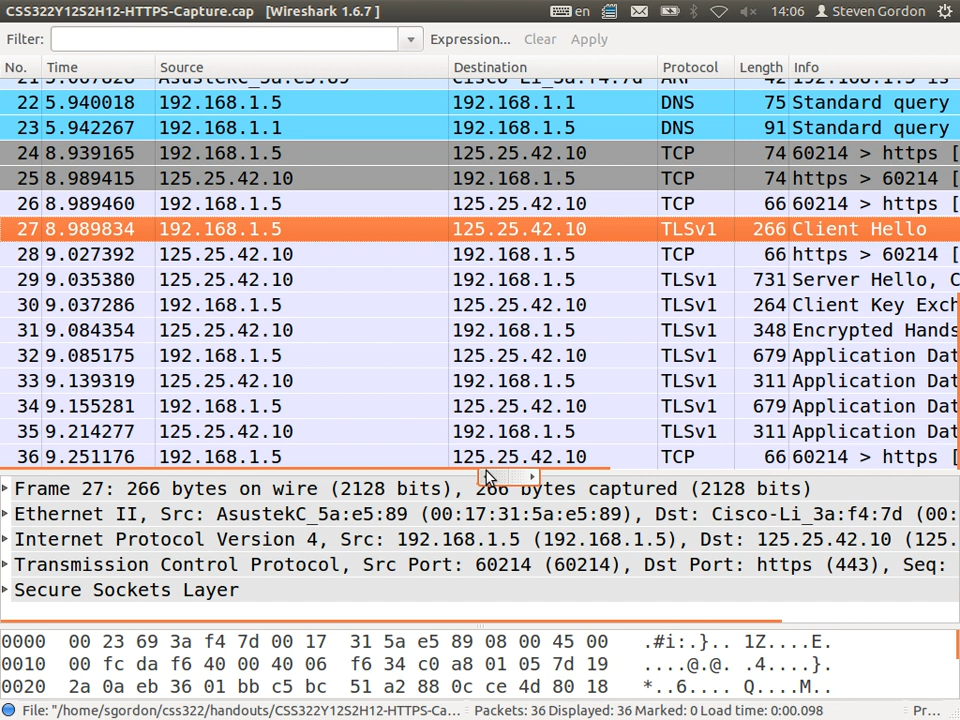 CSS322Y12S2H12-HTTPS-Capture.cap [Wireshark 1.6.7 ] en 14:06 Steven Gordon
Filter: Expression... Clear Apply
No. Time Source Destination Protocol Length Info
21 5.067828 AsustekC_5a:e5:89 Cisco-Li_3a:f4:7d ARP 42 192.168.1.5 is
22 5.940018 192.168.1.5 192.168.1.1 DNS 75 Standard query
23 5.942267 192.168.1.1 192.168.1.5 DNS 91 Standard query
24 8.939165 192.168.1.5 125.25.42.10 TCP 74 60214 > https [
25 8.989415 125.25.42.10 192.168.1.5 TCP 74 https > 60214 [
26 8.989460 192.168.1.5 125.25.42.10 TCP 66 60214 > https [
27 8.989834 192.168.1.5 125.25.42.10 TLSv1 266 Client Hello
28 9.027392 125.25.42.10 192.168.1.5 TCP 66 https > 60214 [
29 9.035380 125.25.42.10 192.168.1.5 TLSv1 731 Server Hello, C
30 9.037286 192.168.1.5 125.25.42.10 TLSv1 264 Client Key Exch
31 9.084354 125.25.42.10 192.168.1.5 TLSv1 348 Encrypted Hands
32 9.085175 192.168.1.5 125.25.42.10 TLSv1 679 Application Dat
33 9.139319 125.25.42.10 192.168.1.5 TLSv1 311 Application Dat
34 9.155281 192.168.1.5 125.25.42.10 TLSv1 679 Application Dat
35 9.214277 125.25.42.10 192.168.1.5 TLSv1 311 Application Dat
36 9.251176 192.168.1.5 125.25.42.10 TCP 66 60214 > https [
Frame 27: 266 bytes on wire (2128 bits), 266 bytes captured (2128 bits)
Ethernet II, Src: AsustekC_5a:e5:89 (00:17:31:5a:e5:89), Dst: Cisco-Li_3a:f4:7d (00:
Internet Protocol Version 4, Src: 192.168.1.5 (192.168.1.5), Dst: 125.25.42.10 (125.
Transmission Control Protocol, Src Port: 60214 (60214), Dst Port: https (443), Seq:
Secure Sockets Layer
0000 00 23 69 3a f4 7d 00 17 31 5a e5 89 08 00 45 00 .#i:.}.. 1Z....E.
0010 00 fc da f6 40 00 40 06 f6 34 c0 a8 01 05 7d 19 ....@.@. .4....}.
0020 2a 0a eb 36 01 bb c5 bc 51 a2 88 0c ce 4d 80 18 *..6.... Q....M..
File: "/home/sgordon/css322/handouts/CSS322Y12S2H12-HTTPS-Ca... Packets: 36 Displayed: 36 Marked: 0 Load time: 0:00.098 Pr...